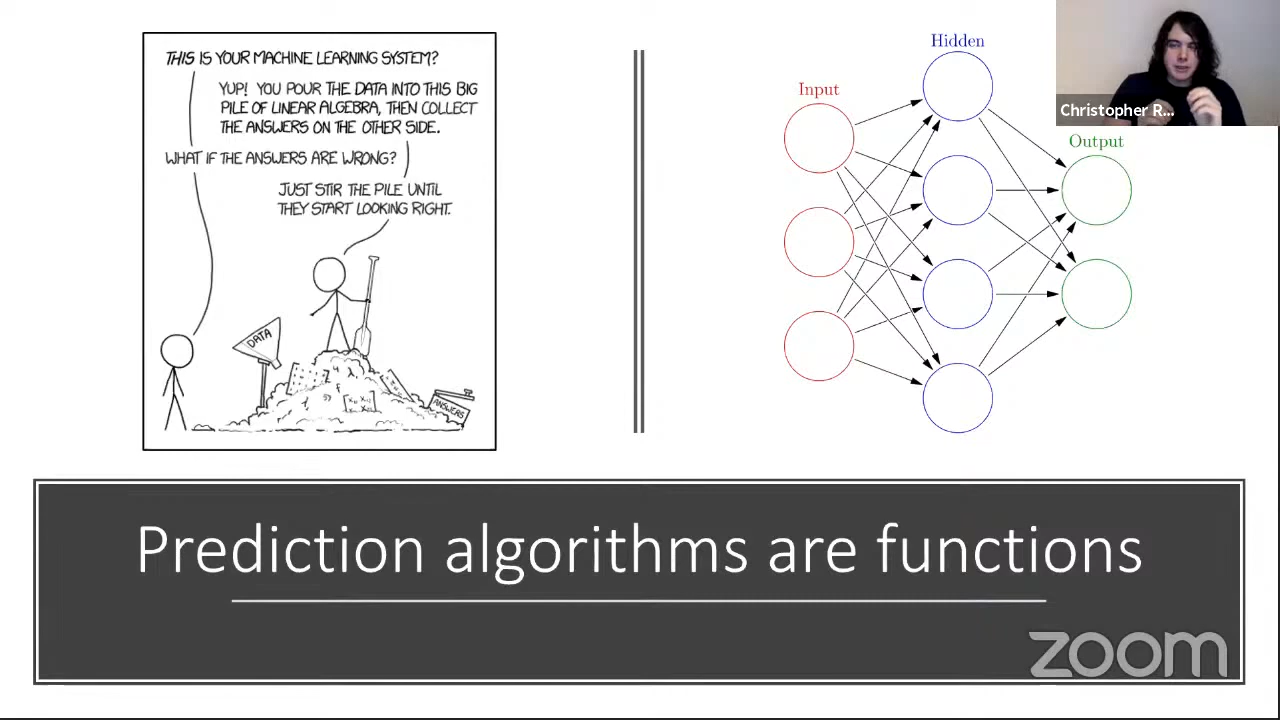 THIS IS YOUR MACHINE LEARNING SYSTEM?
YUP! YOU POUR THE DATA INTO THIS BIG
PILE OF LINEAR ALGEBRA, THEN COLLECT
THE ANSWERS ON THE OTHER SIDE.
WHAT IF THE ANSWERS ARE WRONG?
JUST STIR THE PILE UNTIL
THEY START LOOKING RIGHT.
DATA
ANSWERS
Input
Hidden
Output
Christopher R...
Prediction algorithms are functions
zoom